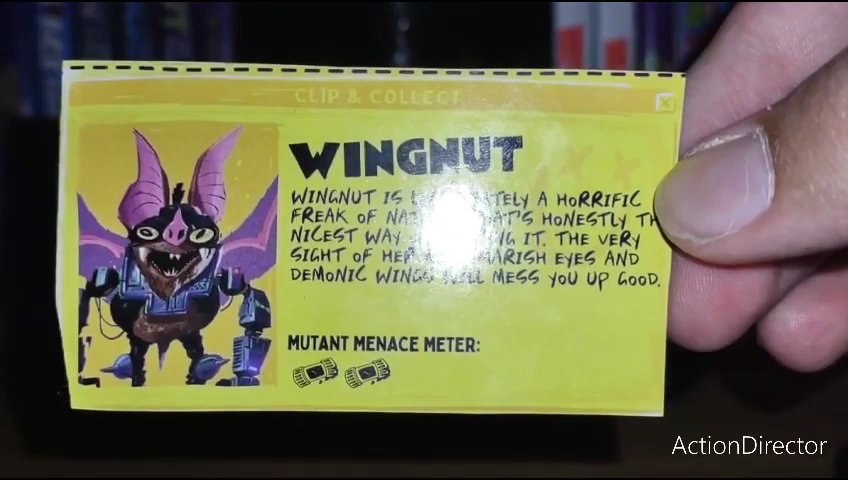 CLIP & COLLECT
WINGNUT
WINGNUT IS A HORRIFIC
FREAK OF HONESTLY
NICEST WAY IT. THE VERY
SIGHT OF EYES AND
DEMONIC WINGS WILL MESS YOU UP GOOD.
MUTANT MENACE METER:
ActionDirector